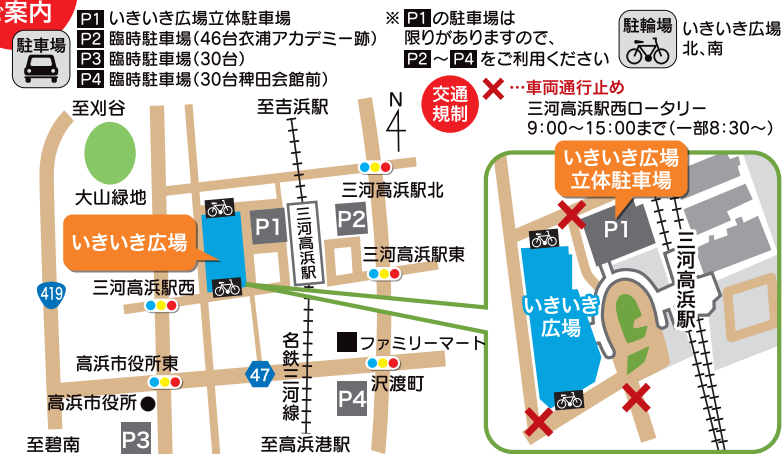 ご案内
駐車場
P1 いきいき広場立体駐車場
P2 臨時駐車場(46台衣浦アカデミー跡)
P3 臨時駐車場(30台)
P4 臨時駐車場(30台稗田会館前)
※ P1の駐車場は
限りがありますので、
P2〜P4をご利用ください
駐輪場
いきいき広場
北、南
交通
規制
…車両通行止め
三河高浜駅西ロータリー
9:00〜15:00まで(一部8:30〜)
至刈谷
至吉浜駅
N
大山緑地
三河高浜駅北
P1
P2
三河高浜駅
いきいき広場
三河高浜駅東
419
三河高浜駅西
名鉄三河線
ファミリーマート
高浜市役所東
47
沢渡町
高浜市役所
P3
P4
至碧南
至高浜港駅
いきいき広場
立体駐車場
P1
三河高浜駅
いきいき
広場